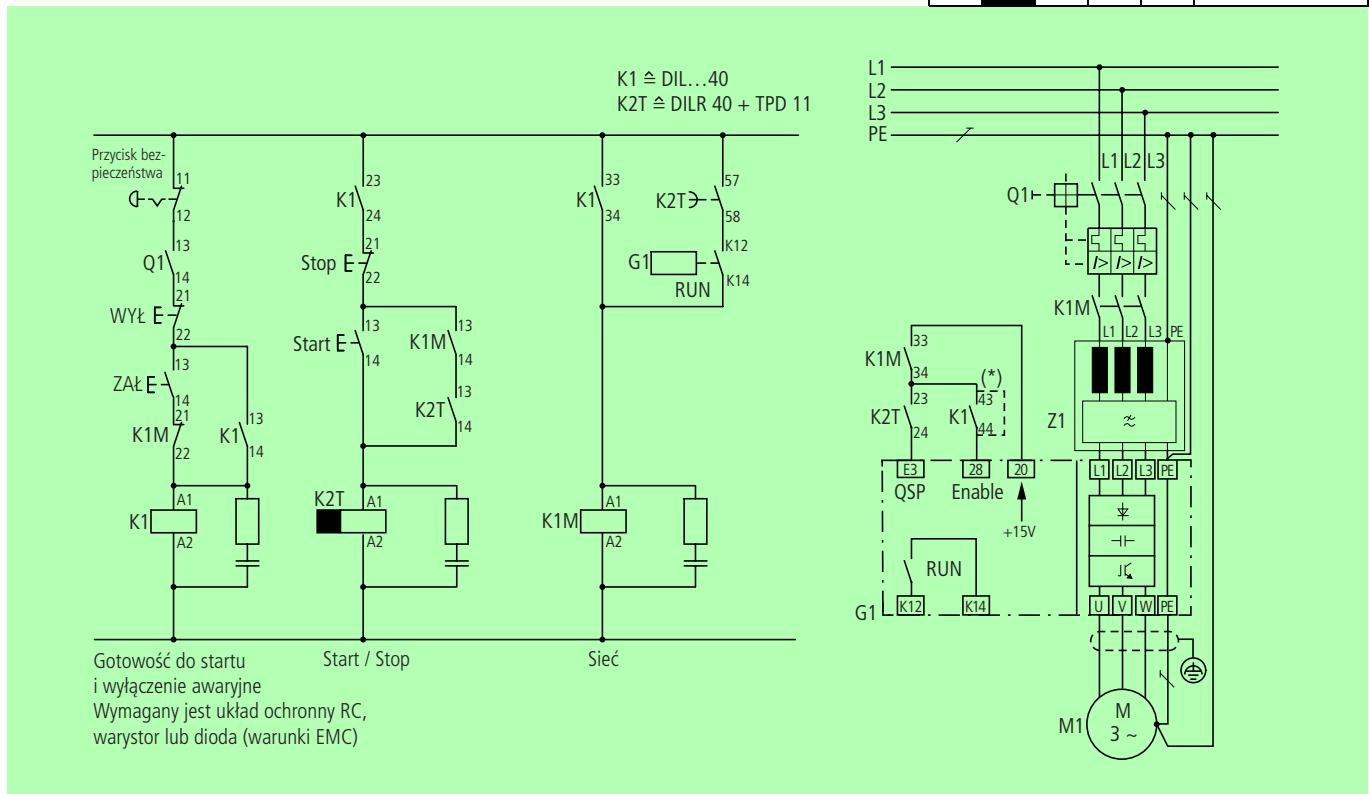 K1 ≙ DIL…40
K2T ≙ DILR 40 + TPD 11
Przycisk bez-
pieczeństwa
11
12
Q1
13
14
WYŁ
21
22
ZAŁ
13
14
K1M
21
22
K1
13
14
K1
A1
A2
K1
23
24
Stop
21
22
Start
13
14
K1M
13
14
K2T
13
14
K2T
A1
A2
K1
33
34
K2T
57
58
G1
K12
K14
RUN
K1M
A1
A2
Gotowość do startu
i wyłączenie awaryjne
Wymagany jest układ ochronny RC,
warystor lub dioda (warunki EMC)
Start / Stop
Sieć
L1
L2
L3
PE
L1 L2 L3
Q1
I> I> I>
K1M
L1 L2 L3 PE
Z1
K1M
33
34
(*)
K2T
23
24
K1
43
44
E3 28 20
QSP Enable
+15V
L1 L2 L3 PE
RUN
G1
K12 K14
U V W PE
M1
M
3 ~